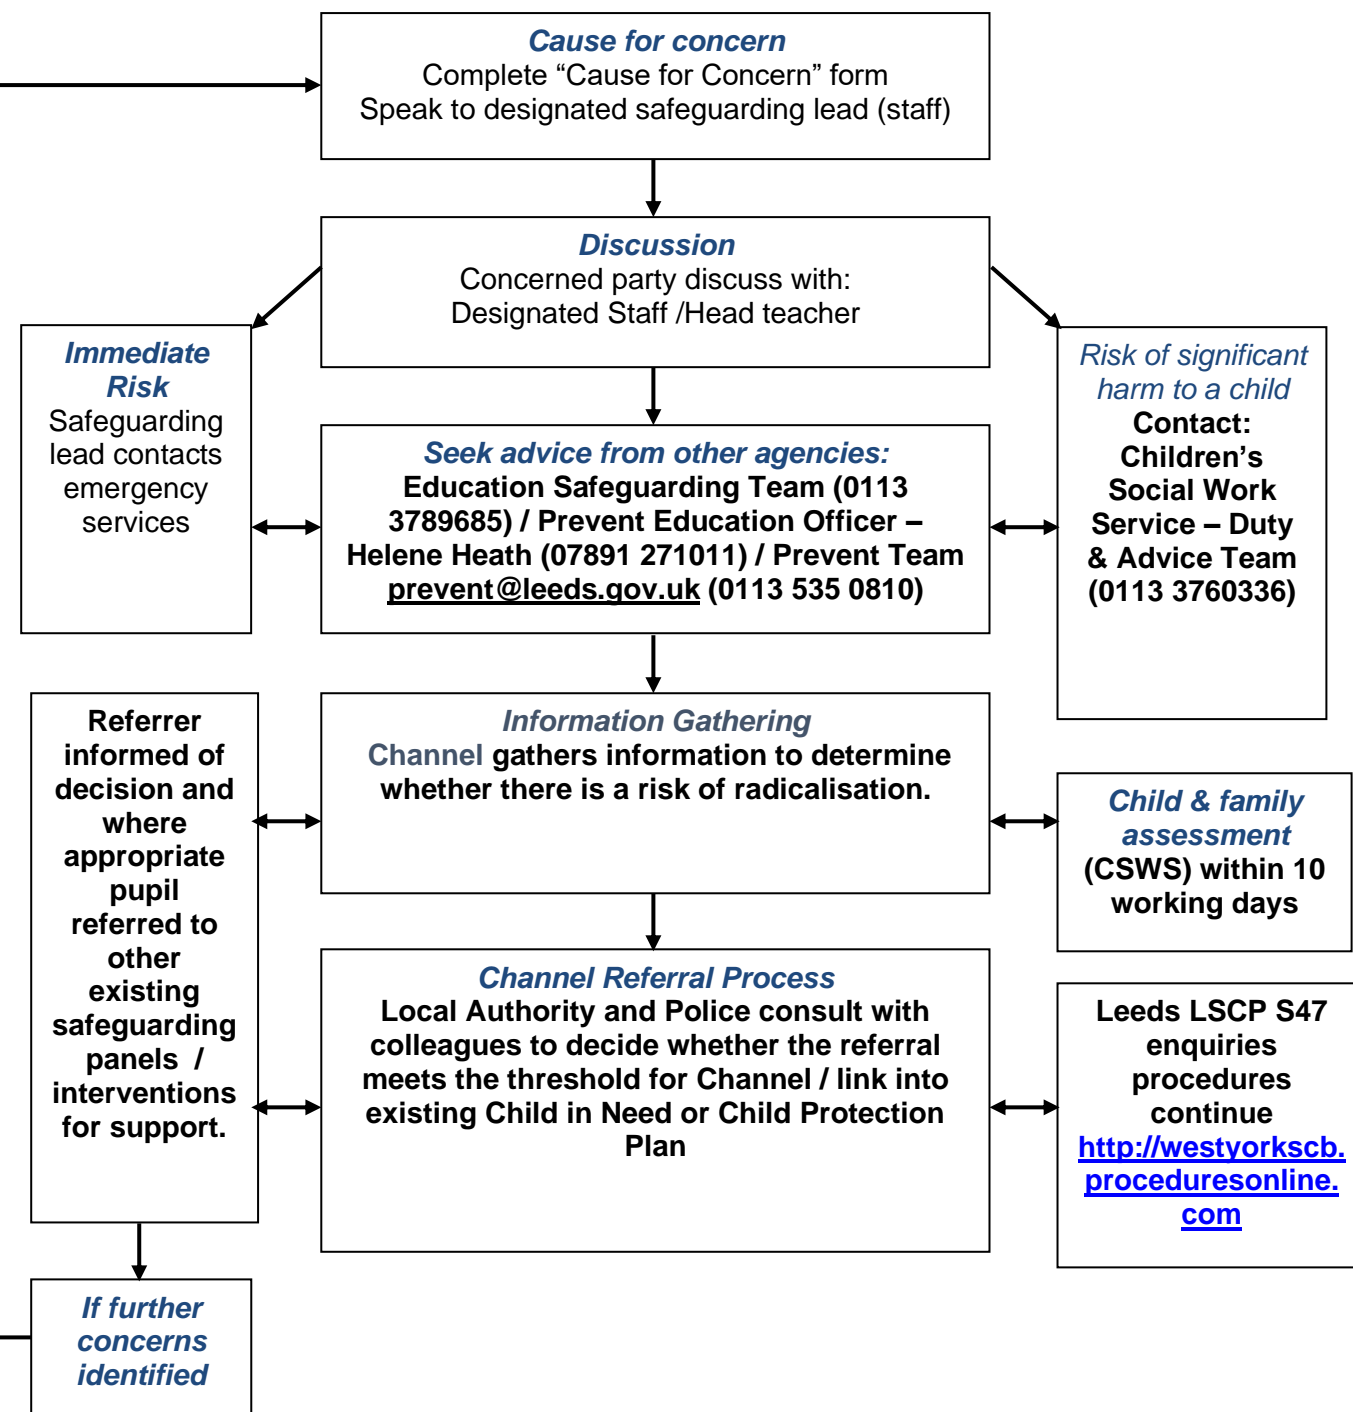 Cause for concern
Complete “Cause for Concern” form
Speak to designated safeguarding lead (staff)
Discussion
Concerned party discuss with:
Designated Staff /Head teacher
Immediate
Risk
Safeguarding
lead contacts
emergency
services
Seek advice from other agencies:
Education Safeguarding Team (0113
3789685) / Prevent Education Officer –
Helene Heath (07891 271011) / Prevent Team
prevent@leeds.gov.uk (0113 535 0810)
Risk of significant
harm to a child
Contact:
Children’s
Social Work
Service – Duty
& Advice Team
(0113 3760336)
Referrer
informed of
decision and
where
appropriate
pupil
referred to
other
existing
safeguarding
panels /
interventions
for support.
Information Gathering
Channel gathers information to determine
whether there is a risk of radicalisation.
Child & family
assessment
(CSWS) within 10
working days
Channel Referral Process
Local Authority and Police consult with
colleagues to decide whether the referral
meets the threshold for Channel / link into
existing Child in Need or Child Protection
Plan
Leeds LSCP S47
enquiries
procedures
continue
http://westyorkscb.
proceduresonline.
com
If further
concerns
identified